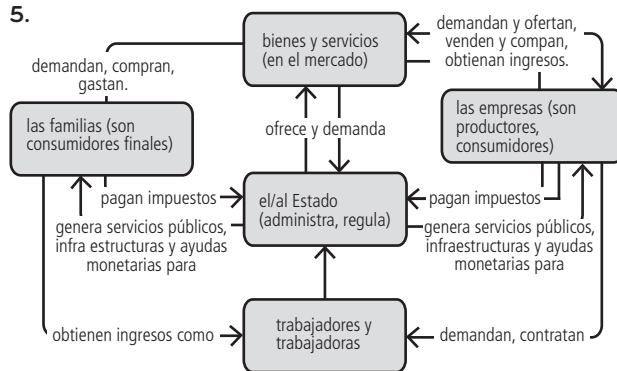 5.
demandan, compran,
gastan.
bienes y servicios
(en el mercado)
demandan y ofertan,
venden y compan,
obtienan ingresos.
las familias (son
consumidores finales)
ofrece y demanda
las empresas (son
productores,
consumidores)
pagan impuestos
el/al Estado
(administra, regula)
pagan impuestos
genera servicios públicos,
infra estructuras y ayudas
monetarias para
genera servicios públicos,
infraestructuras y ayudas
monetarias para
obtienen ingresos como
trabajadores y
trabajadoras
demandan, contratan